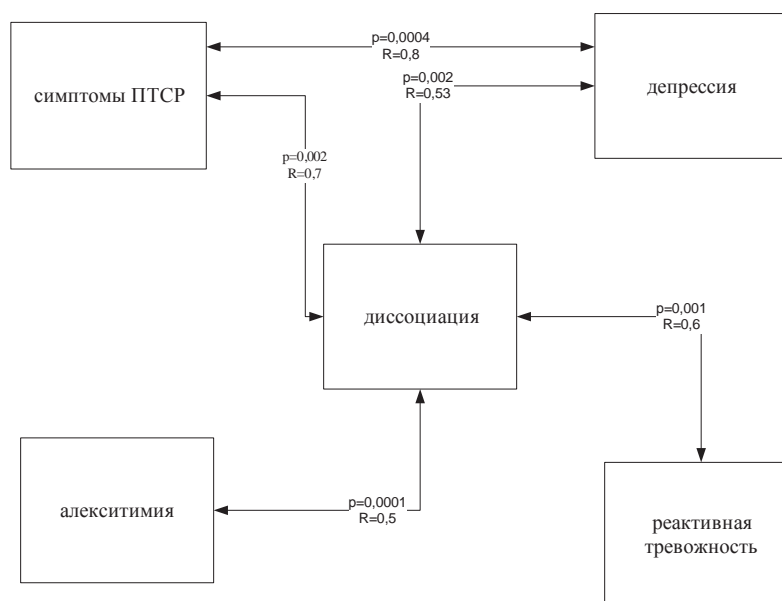 p=0,0004
R=0,8
симптомы ПТСР
p=0,002
R=0,53
депрессия
p=0,002
R=0,7
диссоциация
p=0,001
R=0,6
алекситимия
p=0,0001
R=0,5
реактивная
тревожность